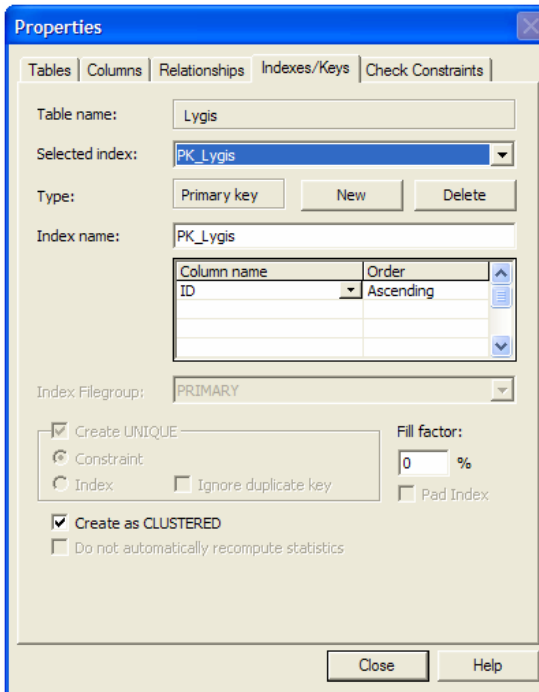 Properties
Tables Columns Relationships Indexes/Keys Check Constraints
Table name: Lygis
Selected index: PK_Lygis
Type: Primary key New Delete
Index name: PK_Lygis
Column name Order
ID Ascending
Index Filegroup: PRIMARY
Create UNIQUE Fill factor:
Constraint 0 %
Index Ignore duplicate key Pad Index
Create as CLUSTERED
Do not automatically recompute statistics
Close Help